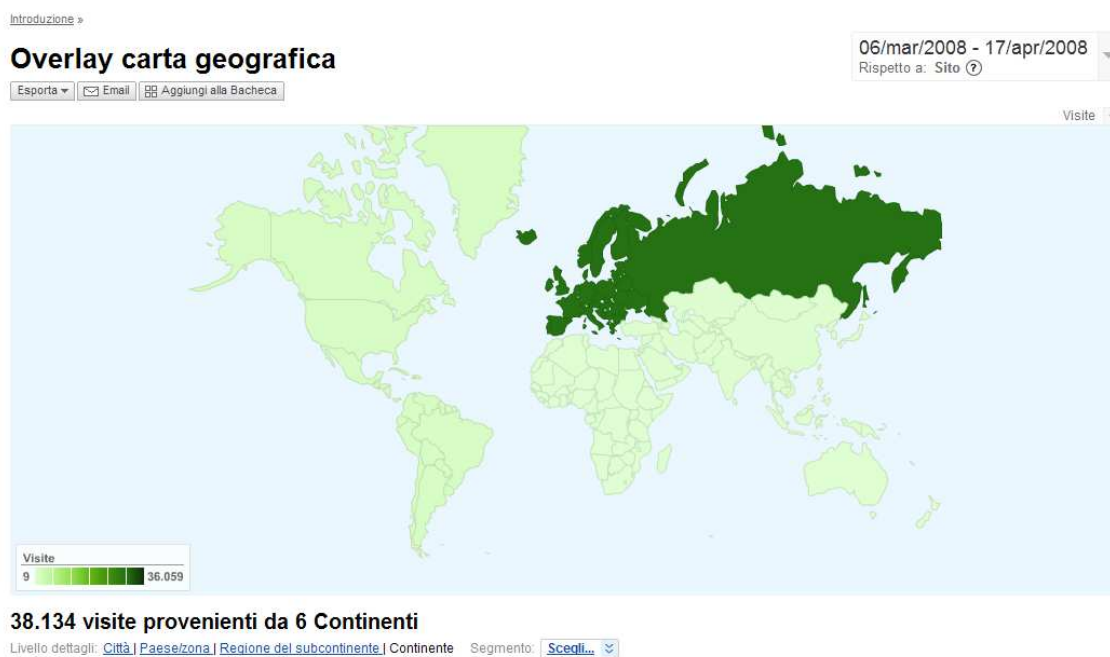 Introduzione »
Overlay carta geografica
06/mar/2008 - 17/apr/2008
Rispetto a: Sito ?
Esporta Email Aggiungi alla Bacheca
Visite
Visite
9 36.059
38.134 visite provenienti da 6 Continenti
Livello dettagli: Città | Paese/zona | Regione del subcontinente | Continente Segmento: Scegli...